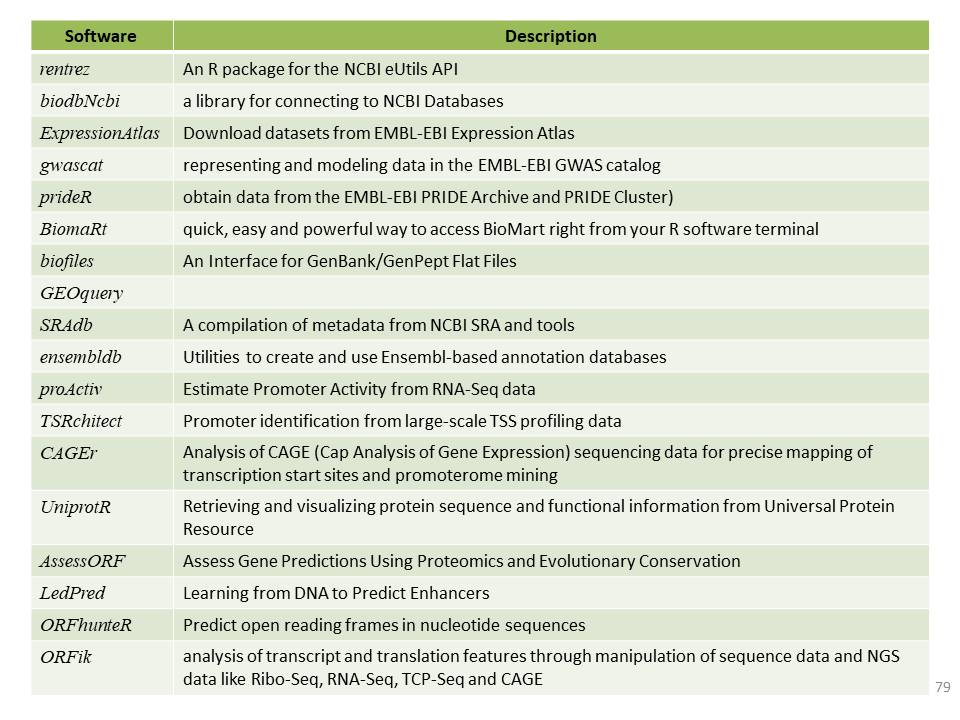 Software Description
rentrez An R package for the NCBI eUtils API
biodbNcbi a library for connecting to NCBI Databases
ExpressionAtlas Download datasets from EMBL-EBI Expression Atlas
gwascat representing and modeling data in the EMBL-EBI GWAS catalog
prideR obtain data from the EMBL-EBI PRIDE Archive and PRIDE Cluster)
BiomaRt quick, easy and powerful way to access BioMart right from your R software terminal
biofiles An Interface for GenBank/GenPept Flat Files
GEOquery
SRAdb A compilation of metadata from NCBI SRA and tools
ensembldb Utilities to create and use Ensembl-based annotation databases
proActiv Estimate Promoter Activity from RNA-Seq data
TSRchitect Promoter identification from large-scale TSS profiling data
CAGEr Analysis of CAGE (Cap Analysis of Gene Expression) sequencing data for precise mapping of
transcription start sites and promoterome mining
UniprotR Retrieving and visualizing protein sequence and functional information from Universal Protein
Resource
AssessORF Assess Gene Predictions Using Proteomics and Evolutionary Conservation
LedPred Learning from DNA to Predict Enhancers
ORFhunteR Predict open reading frames in nucleotide sequences
ORFik analysis of transcript and translation features through manipulation of sequence data and NGS
data like Ribo-Seq, RNA-Seq, TCP-Seq and CAGE
79